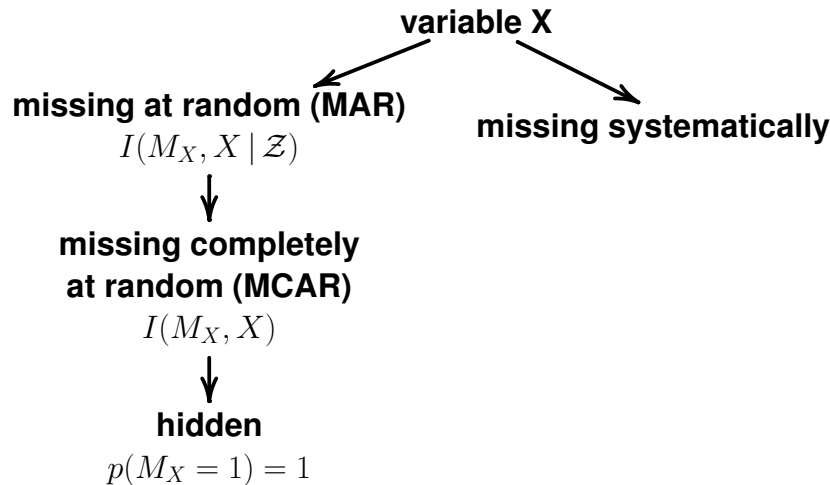 variable X
missing at random (MAR)
I(M_X, X | 𝒵)
missing systematically
missing completely
at random (MCAR)
I(M_X, X)
hidden
p(M_X = 1) = 1